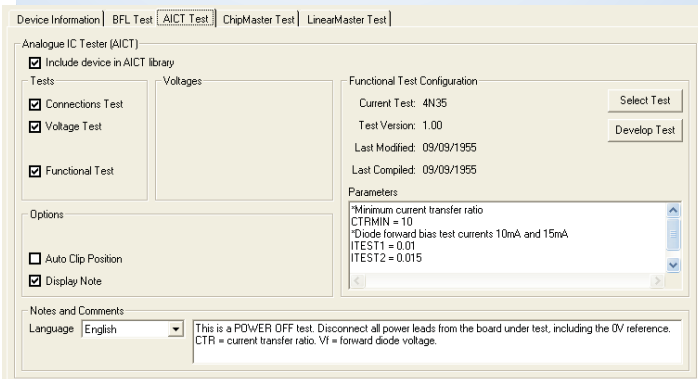 Device Information BFL Test AICT Test ChipMaster Test LinearMaster Test
Analogue IC Tester (AICT)
Include device in AICT library
Tests
Connections Test
Voltage Test
Functional Test
Voltages
Functional Test Configuration
Current Test: 4N35
Select Test
Test Version: 1.00
Develop Test
Last Modified: 09/09/1955
Last Compiled: 09/09/1955
Parameters
*Minimum current transfer ratio
CTRMIN = 10
*Diode forward bias test currents 10mA and 15mA
ITEST1 = 0.01
ITEST2 = 0.015
Options
Auto Clip Position
Display Note
Notes and Comments
Language English
This is a POWER OFF test. Disconnect all power leads from the board under test, including the 0V reference.
CTR = current transfer ratio. Vf = forward diode voltage.